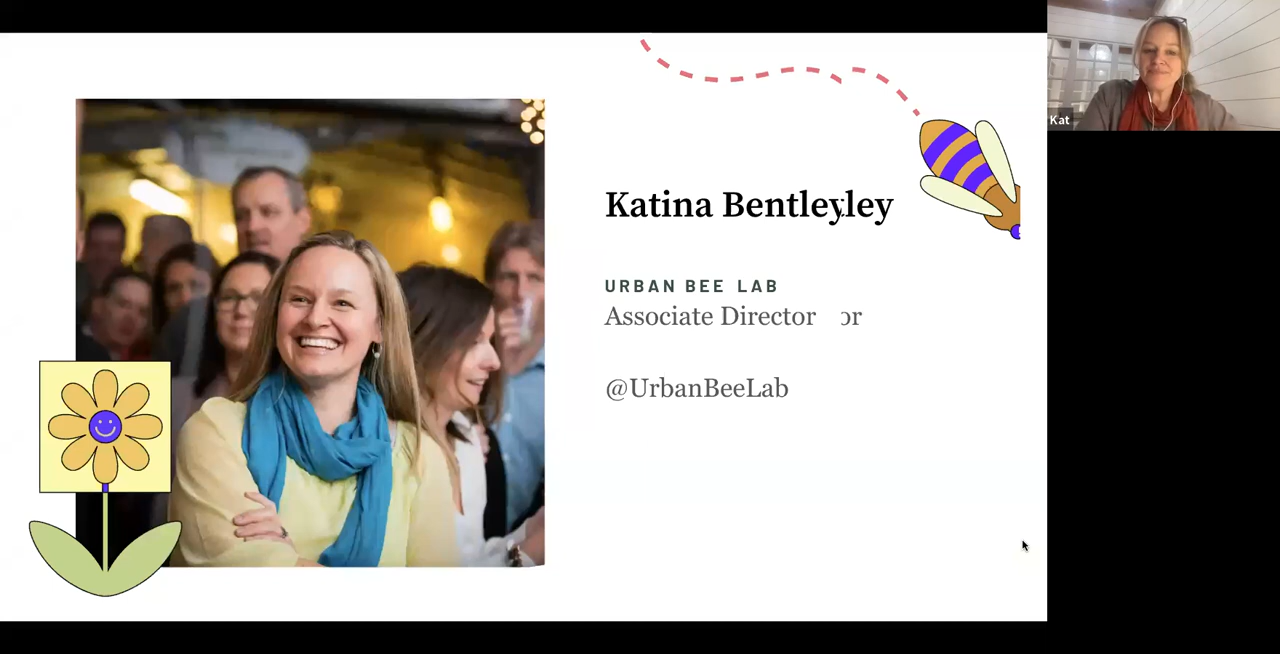 Katina Bentleyley
URBAN BEE LAB
Associate Director or
@UrbanBeeLab
Kat